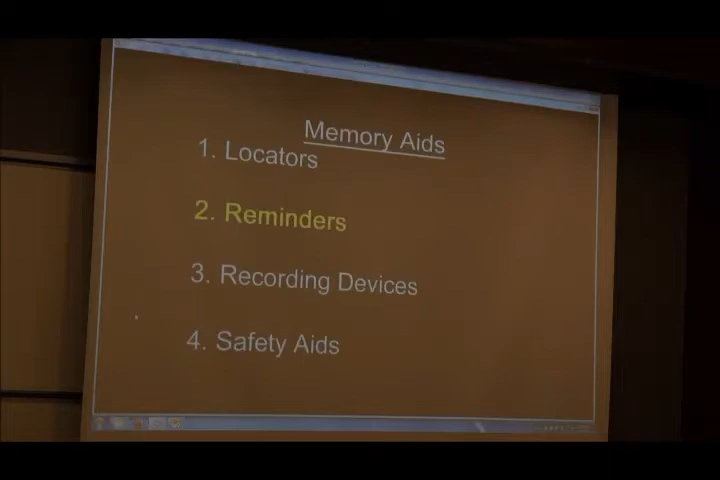 Memory Aids
1. Locators
2. Reminders
3. Recording Devices
4. Safety Aids